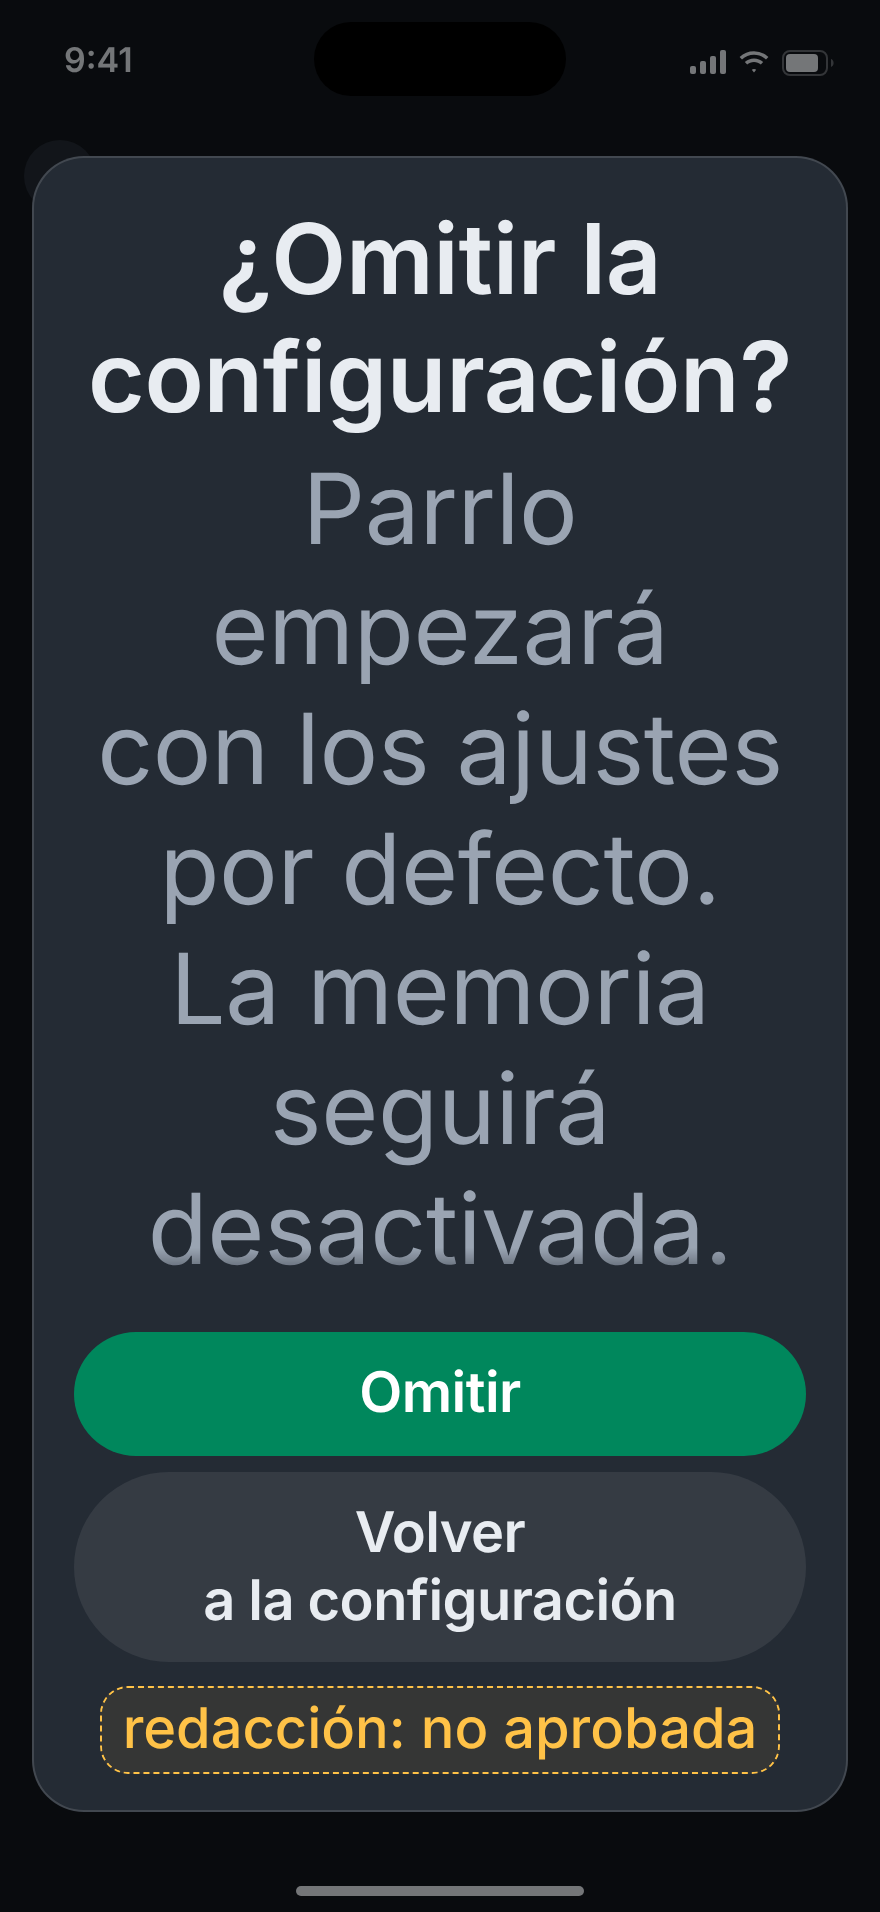 9:41
¿Omitir la
configuración?
Parrlo
empezará
con los ajustes
por defecto.
La memoria
seguirá
desactivada.
Omitir
Volver
a la configuración
redacción: no aprobada